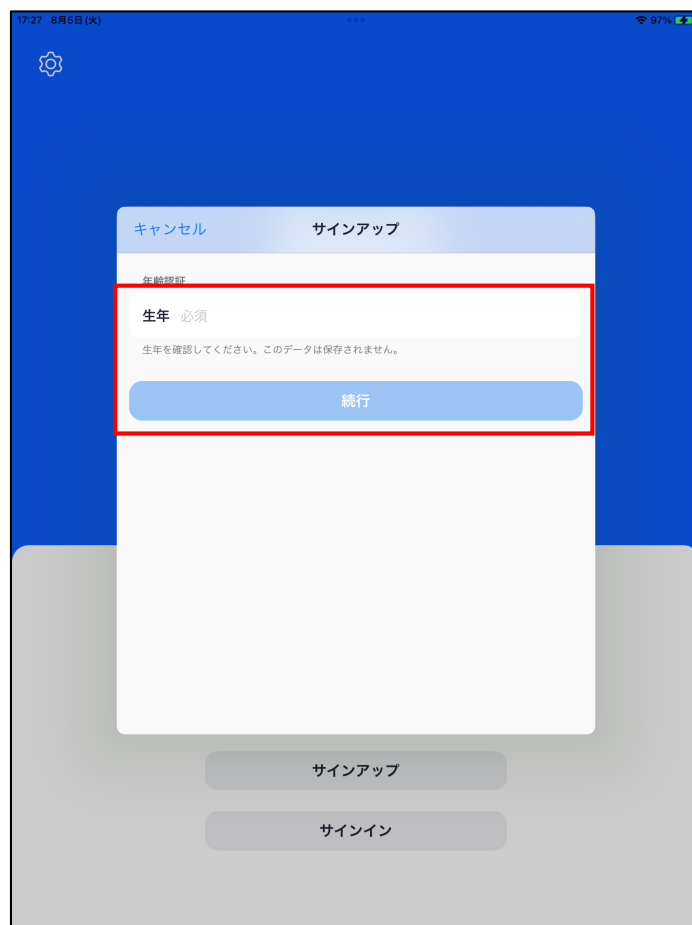 17:27 8月5日(火)
97%
キャンセル サインアップ
年齢認証
生年 必須
生年を確認してください。このデータは保存されません。
続行
サインアップ
サインイン